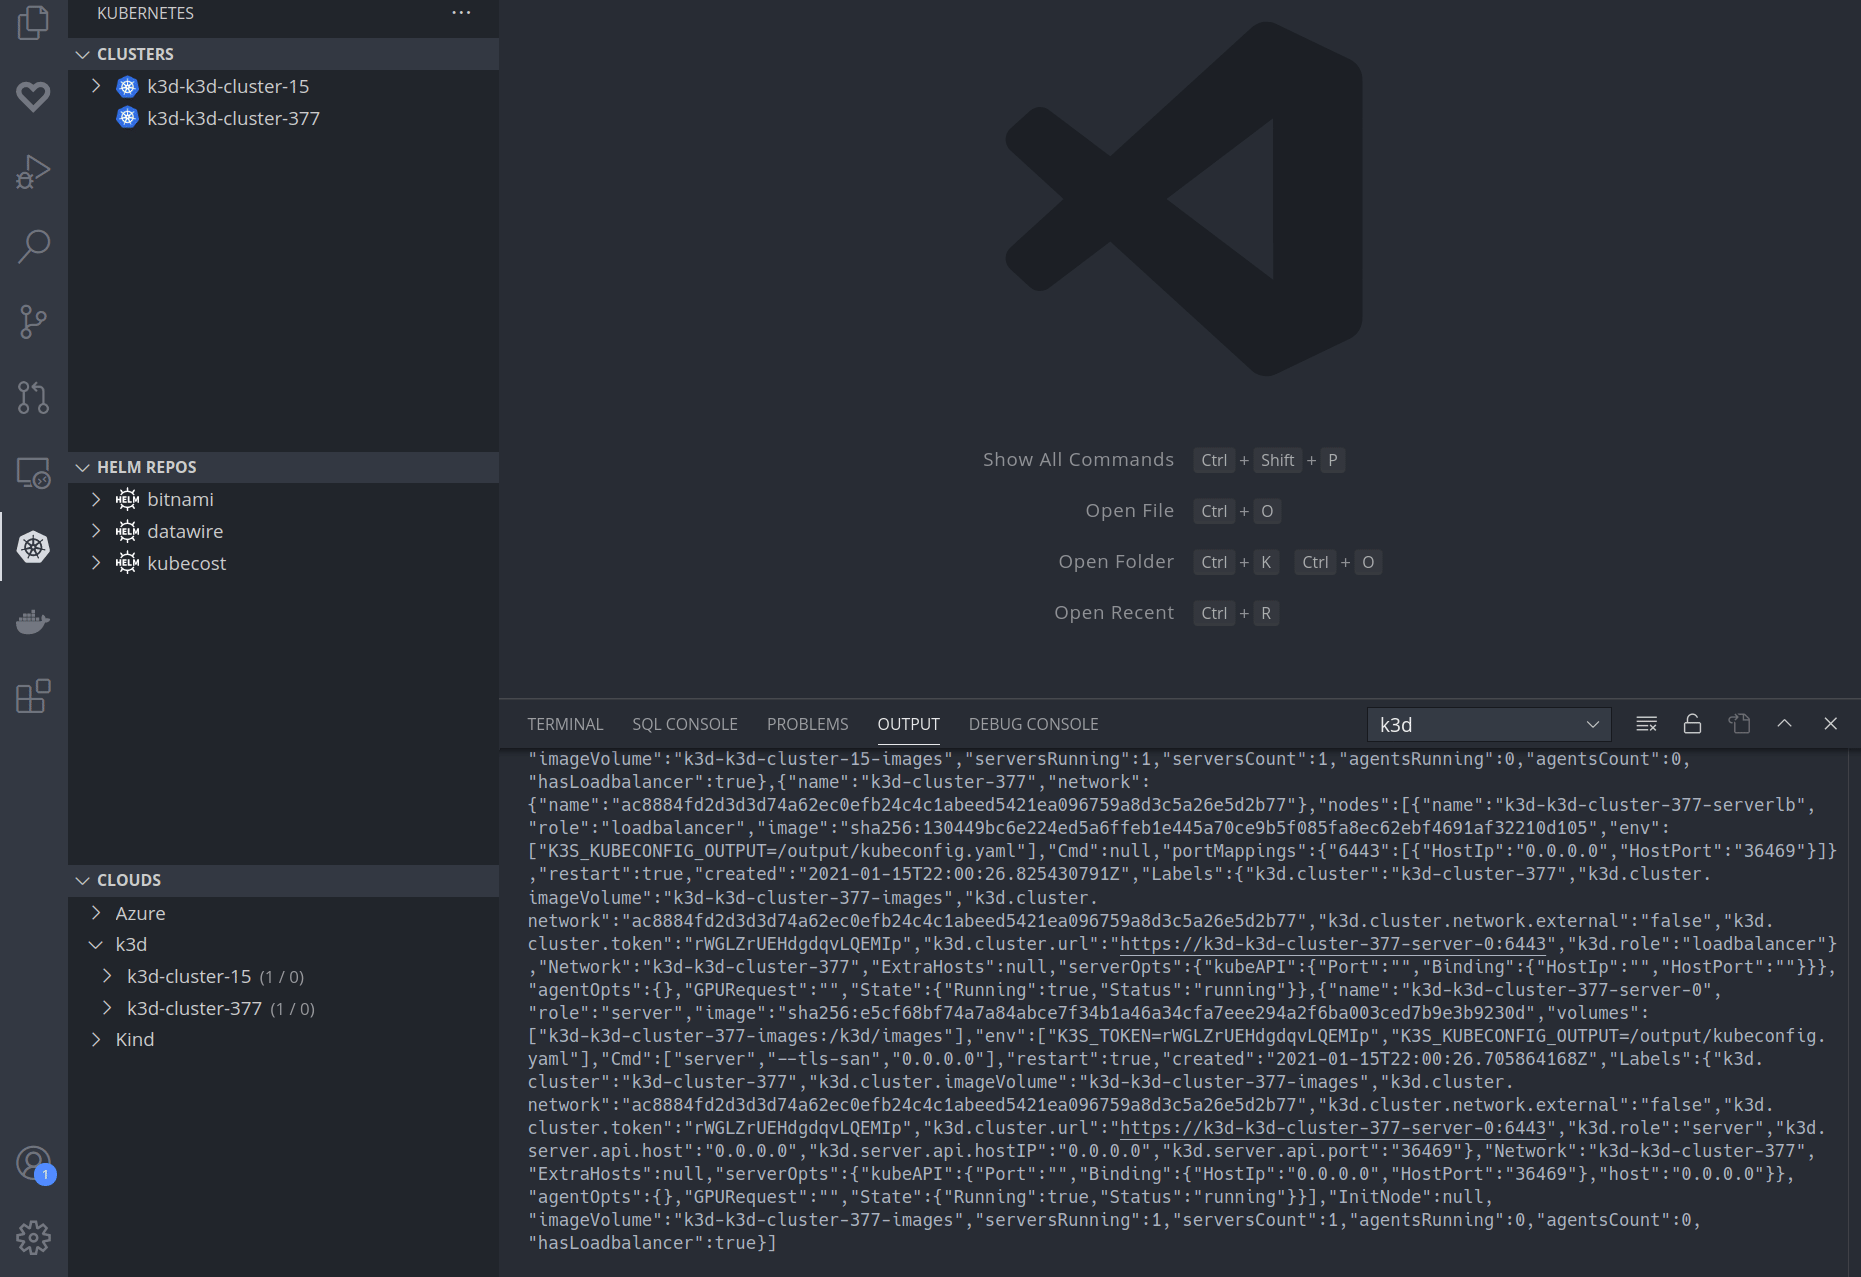 KUBERNETES
CLUSTERS
k3d-k3d-cluster-15
k3d-k3d-cluster-377
HELM REPOS
HELM bitnami
HELM datawire
HELM kubecost
CLOUDS
Azure
k3d
k3d-cluster-15 (1 / 0)
k3d-cluster-377 (1 / 0)
Kind
1
Show All Commands Ctrl + Shift + P
Open File Ctrl + O
Open Folder Ctrl + K Ctrl + O
Open Recent Ctrl + R
TERMINAL SQL CONSOLE PROBLEMS OUTPUT DEBUG CONSOLE k3d
"imageVolume":"k3d-k3d-cluster-15-images","serversRunning":1,"serversCount":1,"agentsRunning":0,"agentsCount":0,
"hasLoadbalancer":true},{"name":"k3d-cluster-377","network":
{"name":"ac8884fd2d3d3d74a62ec0efb24c4c1abeed5421ea096759a8d3c5a26e5d2b77"},"nodes":[{"name":"k3d-k3d-cluster-377-serverlb",
"role":"loadbalancer","image":"sha256:130449bc6e224ed5a6ffeb1e445a70ce9b5f085fa8ec62ebf4691af32210d105","env":
["K3S_KUBECONFIG_OUTPUT=/output/kubeconfig.yaml"],"Cmd":null,"portMappings":{"6443":[{"HostIp":"0.0.0.0","HostPort":"36469"}]}
,"restart":true,"created":"2021-01-15T22:00:26.825430791Z","Labels":{"k3d.cluster":"k3d-cluster-377","k3d.cluster.
imageVolume":"k3d-k3d-cluster-377-images","k3d.cluster.
network":"ac8884fd2d3d3d74a62ec0efb24c4c1abeed5421ea096759a8d3c5a26e5d2b77","k3d.cluster.network.external":"false","k3d.
cluster.token":"rWGLZrUEHdgdqvLQEMIp","k3d.cluster.url":"https://k3d-k3d-cluster-377-server-0:6443","k3d.role":"loadbalancer"}
,"Network":"k3d-k3d-cluster-377","ExtraHosts":null,"serverOpts":{"kubeAPI":{"Port":"","Binding":{"HostIp":"","HostPort":""}}},
"agentOpts":{},"GPURequest":"","State":{"Running":true,"Status":"running"}},{"name":"k3d-k3d-cluster-377-server-0",
"role":"server","image":"sha256:e5cf68bf74a7a84abce7f34b1a46a34cfa7eee294a2f6ba003ced7b9e3b9230d","volumes":
["k3d-k3d-cluster-377-images:/k3d/images"],"env":["K3S_TOKEN=rWGLZrUEHdgdqvLQEMIp","K3S_KUBECONFIG_OUTPUT=/output/kubeconfig.
yaml"],"Cmd":["server","--tls-san","0.0.0.0"],"restart":true,"created":"2021-01-15T22:00:26.705864168Z","Labels":{"k3d.
cluster":"k3d-cluster-377","k3d.cluster.imageVolume":"k3d-k3d-cluster-377-images","k3d.cluster.
network":"ac8884fd2d3d3d74a62ec0efb24c4c1abeed5421ea096759a8d3c5a26e5d2b77","k3d.cluster.network.external":"false","k3d.
cluster.token":"rWGLZrUEHdgdqvLQEMIp","k3d.cluster.url":"https://k3d-k3d-cluster-377-server-0:6443","k3d.role":"server","k3d.
server.api.host":"0.0.0.0","k3d.server.api.hostIP":"0.0.0.0","k3d.server.api.port":"36469"},"Network":"k3d-k3d-cluster-377",
"ExtraHosts":null,"serverOpts":{"kubeAPI":{"Port":"","Binding":{"HostIp":"0.0.0.0","HostPort":"36469"},"host":"0.0.0.0"}},
"agentOpts":{},"GPURequest":"","State":{"Running":true,"Status":"running"}}],"InitNode":null,
"imageVolume":"k3d-k3d-cluster-377-images","serversRunning":1,"serversCount":1,"agentsRunning":0,"agentsCount":0,
"hasLoadbalancer":true}]